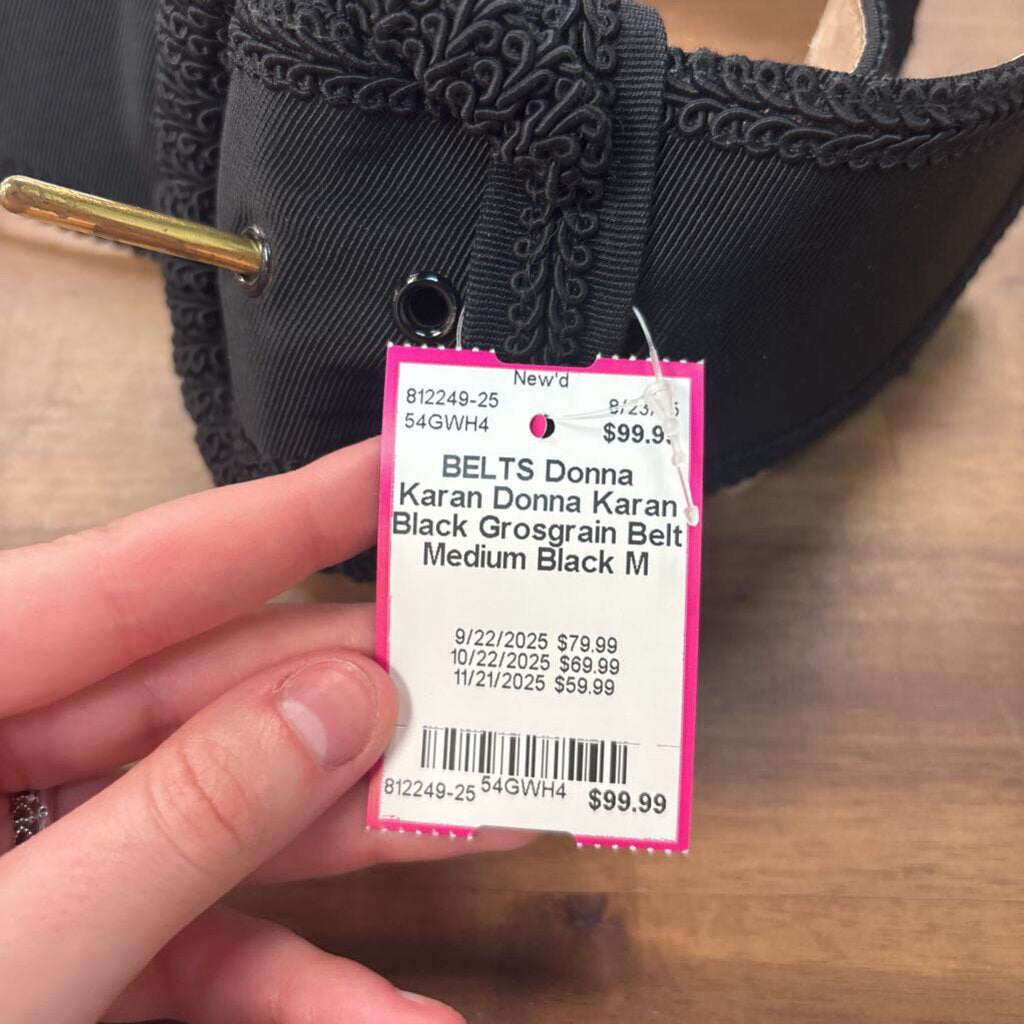 New'd
812249-25
54GWH4
$99.9
BELTS Donna
Karan Donna Karan
Black Grosgrain Belt
Medium Black M
9/22/2025 $79.99
10/22/2025 $69.99
11/21/2025 $59.99
812249-25 54GWH4 $99.99